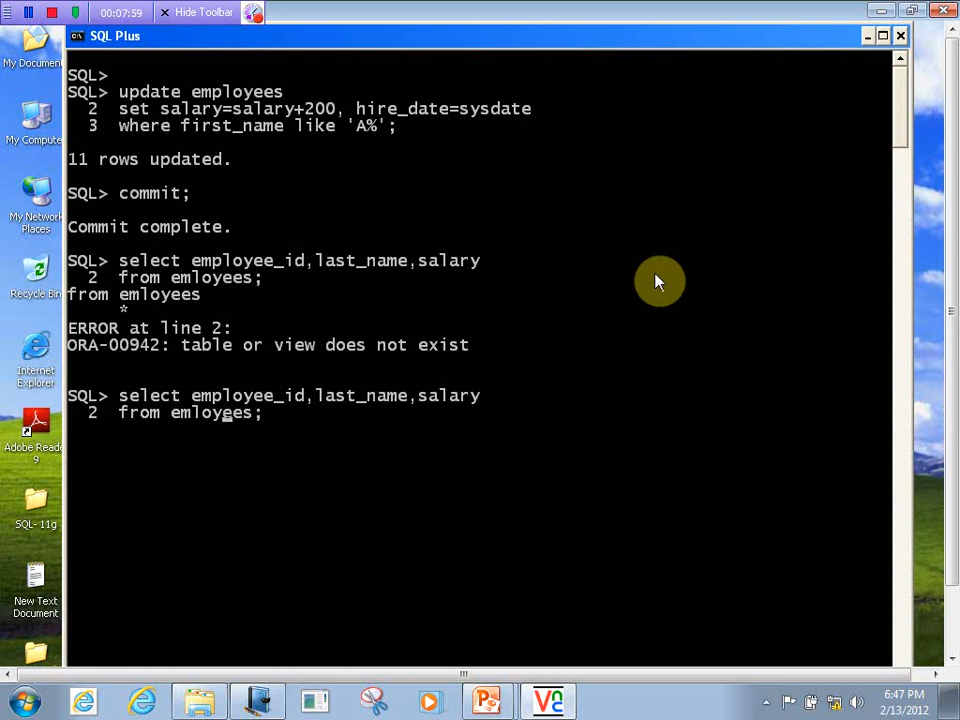 00:07:59
Hide Toolbar
SQL Plus
My Document
My Compute
My Network
Places
Recycle Bin
Internet
Explorer
Adobe Reade
9
SQL- 11g
New Text
Document
SQL>
SQL> update employees
2 set salary=salary+200, hire_date=sysdate
3 where first_name like 'A%';
11 rows updated.
SQL> commit;
Commit complete.
SQL> select employee_id,last_name,salary
2 from emloyees;
from emloyees
*
ERROR at line 2:
ORA-00942: table or view does not exist
SQL> select employee_id,last_name,salary
2 from emloyees;
6:47 PM
2/13/2012